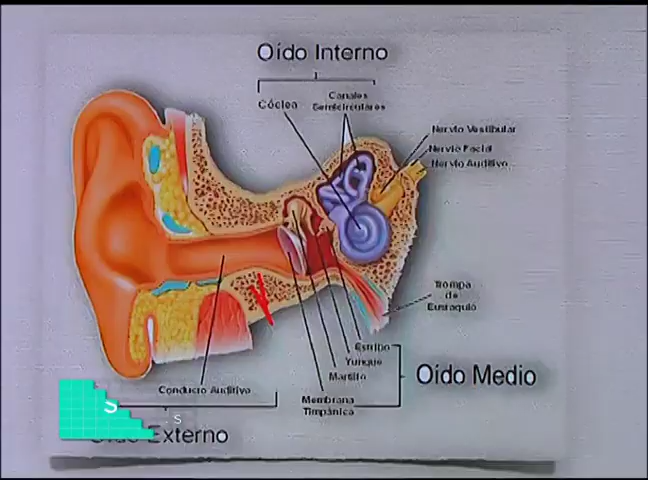 Oído Interno
Cóclea
Canales
Semicirculares
Nervio Vestibular
Nervio Facial
Nervio Auditivo
Trompa
de
Eustaquio
Estribo
Yunque
Martillo
Oído Medio
Membrana
Timpánica
Conducto Auditivo
S
S
Externo